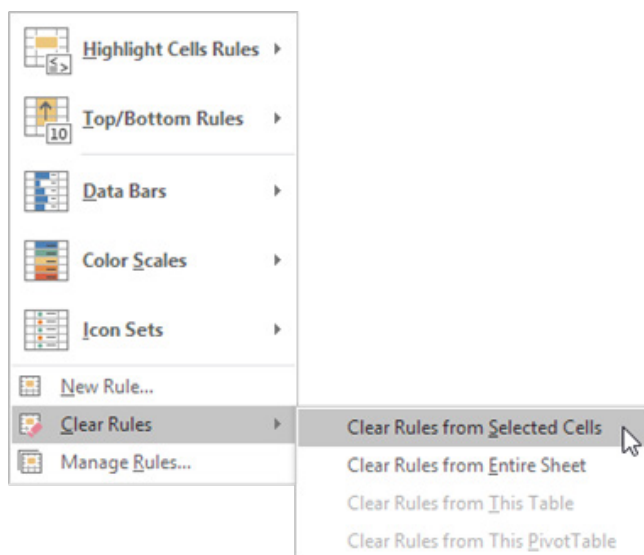 Highlight Cells Rules
10
Top/Bottom Rules
Data Bars
Color Scales
Icon Sets
New Rule...
Clear Rules
Manage Rules...
Clear Rules from Selected Cells
Clear Rules from Entire Sheet
Clear Rules from This Table
Clear Rules from This PivotTable